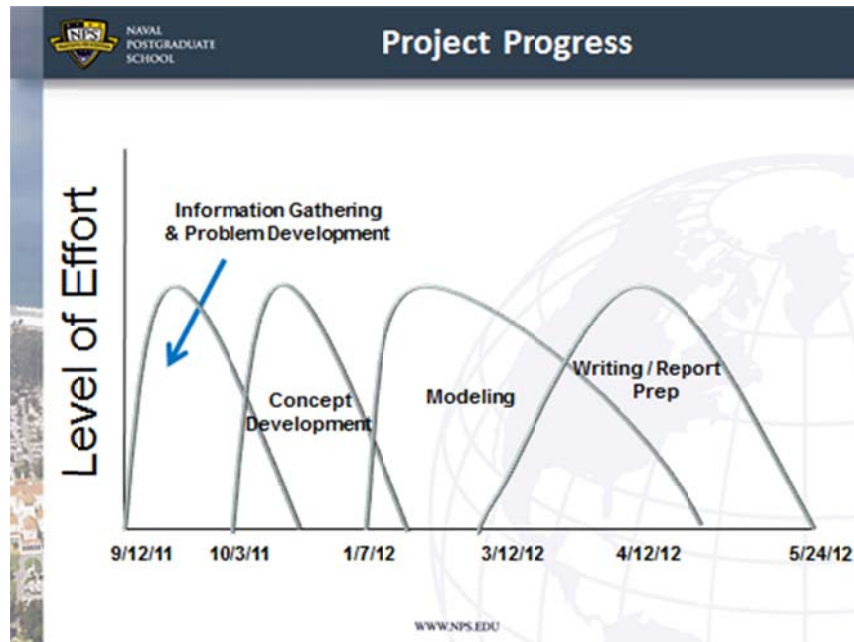 NPS
NAVAL
POSTGRADUATE
SCHOOL
Project Progress
Level of Effort
Information Gathering
& Problem Development
Concept
Development
Modeling
Writing / Report
Prep
9/12/11 10/3/11 1/7/12 3/12/12 4/12/12 5/24/12
WWW.NPS.EDU